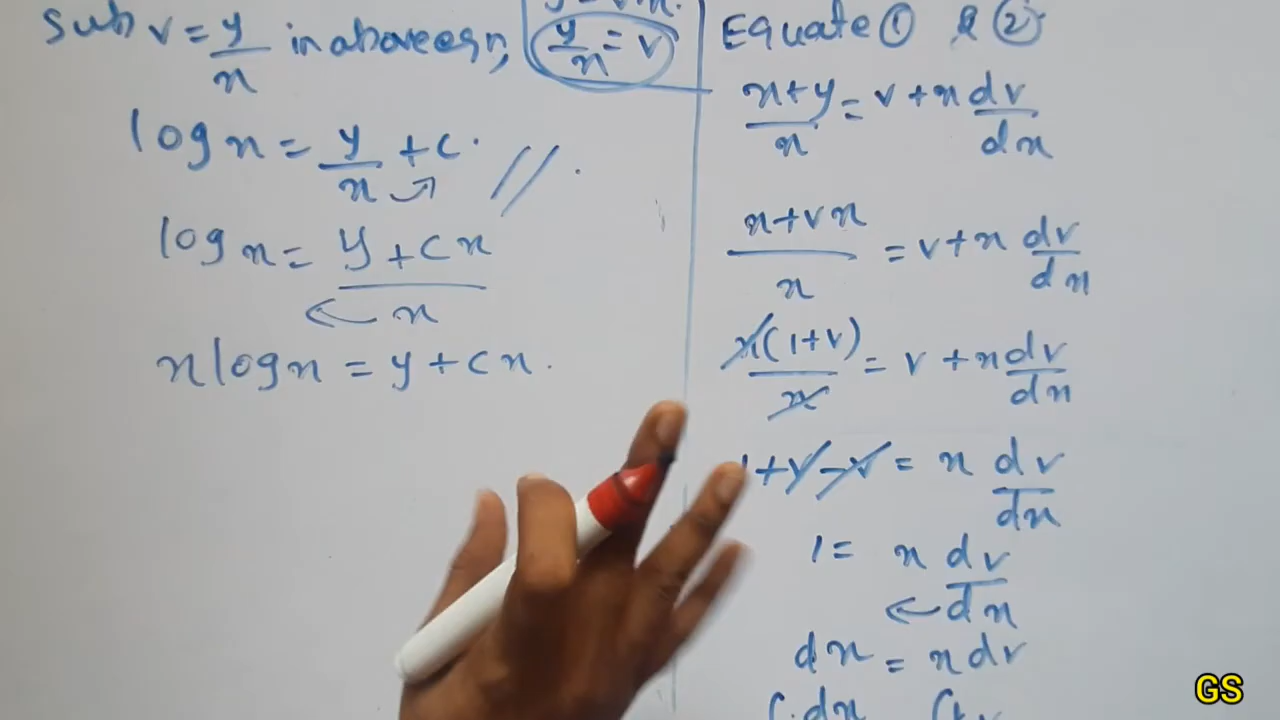 Sub v = y/x in above eqn,
y/x = v
log x = y/x + c.
log x = y + cx / x
x log x = y + cx.
Equate ① & ②
x + y / x = v + x dv/dx
x + vx / x = v + x dv/dx
x(1+v) / x = v + x dv/dx
1 + v - v = x dv/dx
1 = x dv/dx
dx = x dv
GS